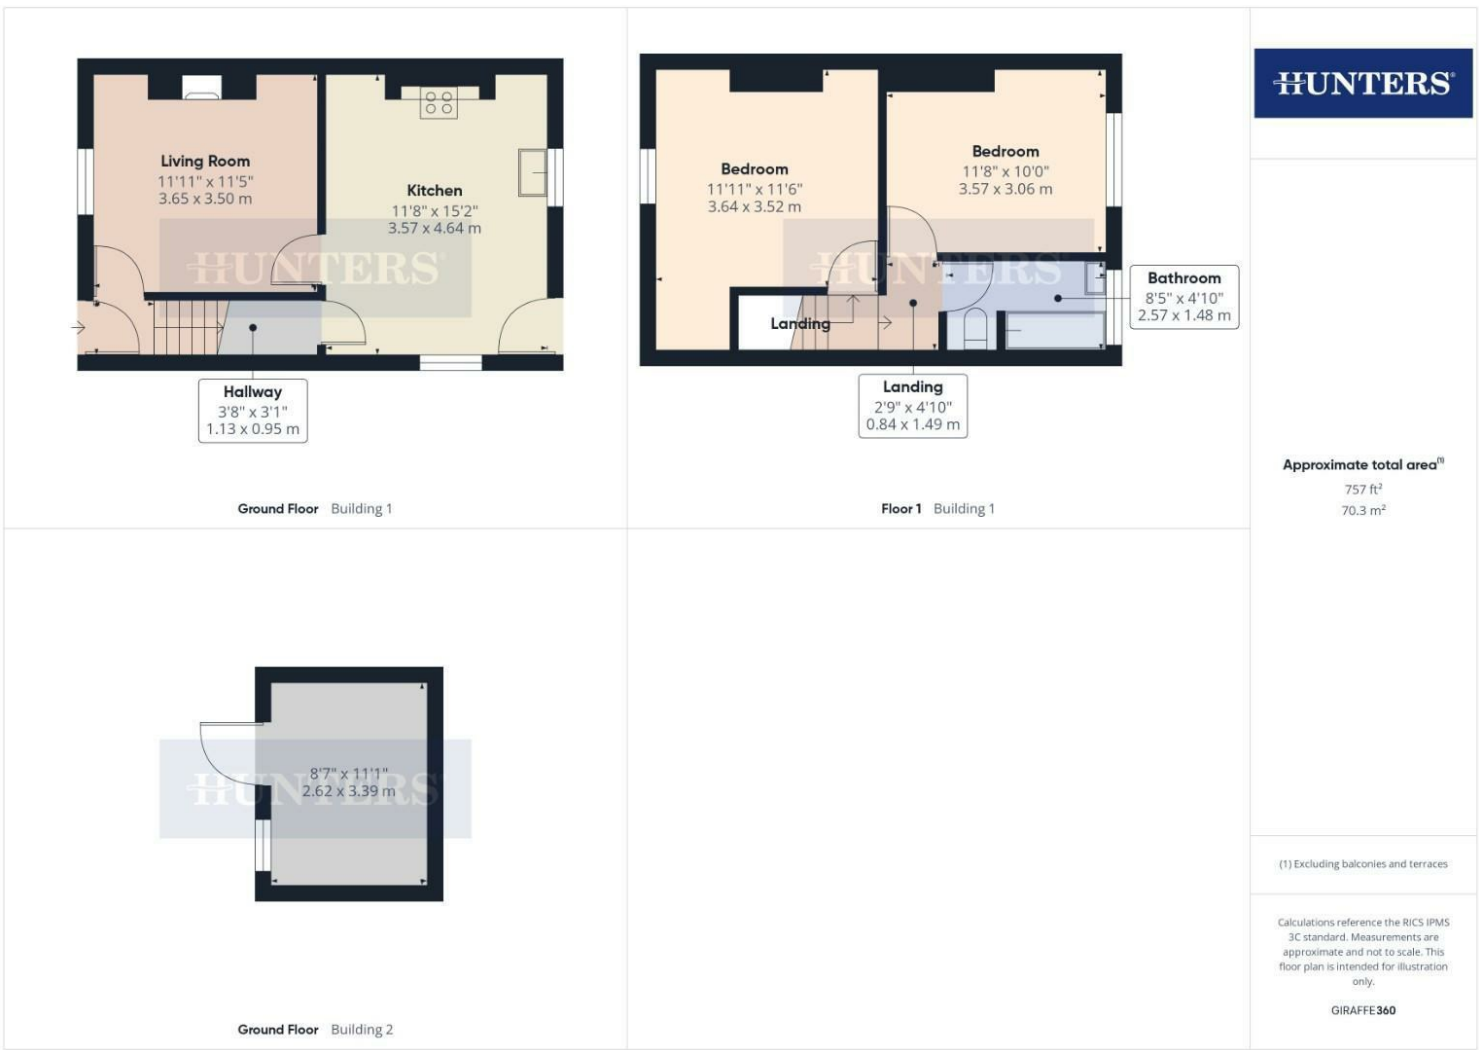 Living Room
11'11" x 11'5"
3.65 x 3.50 m
Kitchen
11'8" x 15'2"
3.57 x 4.64 m
HUNTERS
Hallway
3'8" x 3'1"
1.13 x 0.95 m
Ground Floor Building 1
Bedroom
11'11" x 11'6"
3.64 x 3.52 m
Bedroom
11'8" x 10'0"
3.57 x 3.06 m
HUNTERS
Landing
Bathroom
8'5" x 4'10"
2.57 x 1.48 m
Landing
2'9" x 4'10"
0.84 x 1.49 m
Floor 1 Building 1
8'7" x 11'1"
2.62 x 3.39 m
HUNTERS
Ground Floor Building 2
HUNTERS®
Approximate total area(1)
757 ft²
70.3 m²
(1) Excluding balconies and terraces
Calculations reference the RICS IPMS
3C standard. Measurements are
approximate and not to scale. This
floor plan is intended for illustration
only.
GIRAFFE360